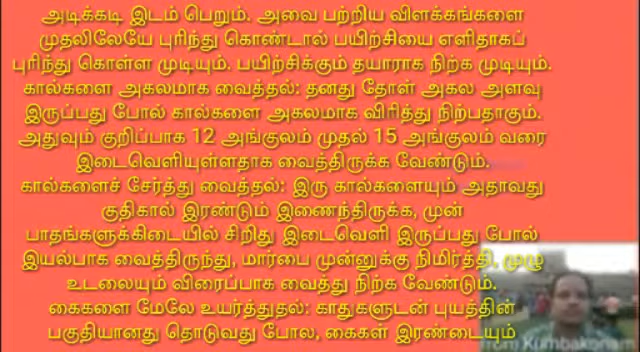 அடிக்கடி இடம் பெறும். அவை பற்றிய விளக்கங்களை
முதலிலேயே புரிந்து கொண்டால் பயிற்சியை எளிதாகப்
புரிந்து கொள்ள முடியும். பயிற்சிக்கும் தயாராக நிற்க முடியும்.
கால்களை அகலமாக வைத்தல்: தனது தோள் அகல அளவு
இருப்பது போல் கால்களை அகலமாக விரித்து நிற்பதாகும்.
அதுவும் குறிப்பாக 12 அங்குலம் முதல் 15 அங்குலம் வரை
இடைவெளியுள்ளதாக வைத்திருக்க வேண்டும்.
கால்களைச் சேர்த்து வைத்தல்: இரு கால்களையும் அதாவது
குதிகால் இரண்டும் இணைந்திருக்க, முன்
பாதங்களுக்கிடையில் சிறிது இடைவெளி இருப்பது போல்
இயல்பாக வைத்திருந்து, மார்பை முன்னுக்கு நிமிர்த்தி, முழு
உடலையும் விரைப்பாக வைத்து நிற்க வேண்டும்.
கைகளை மேலே உயர்த்துதல்: காதுகளுடன் புயத்தின்
பகுதியானது தொடுவது போல, கைகள் இரண்டையும்
from Kumbakonam